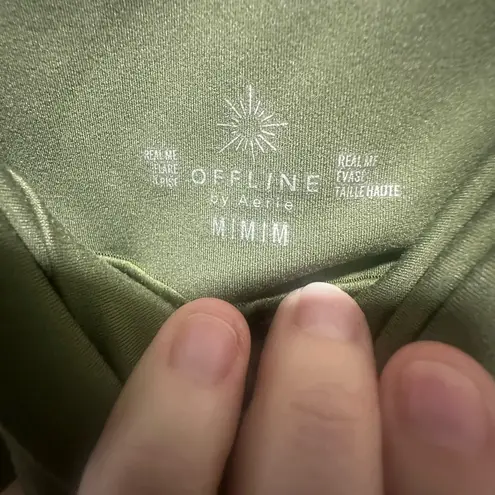 REAL ME
FLARE
OFFLINE
by Aerie
M|M|M
REAL ME
ÉVASÉ
TAILLE HAUTE